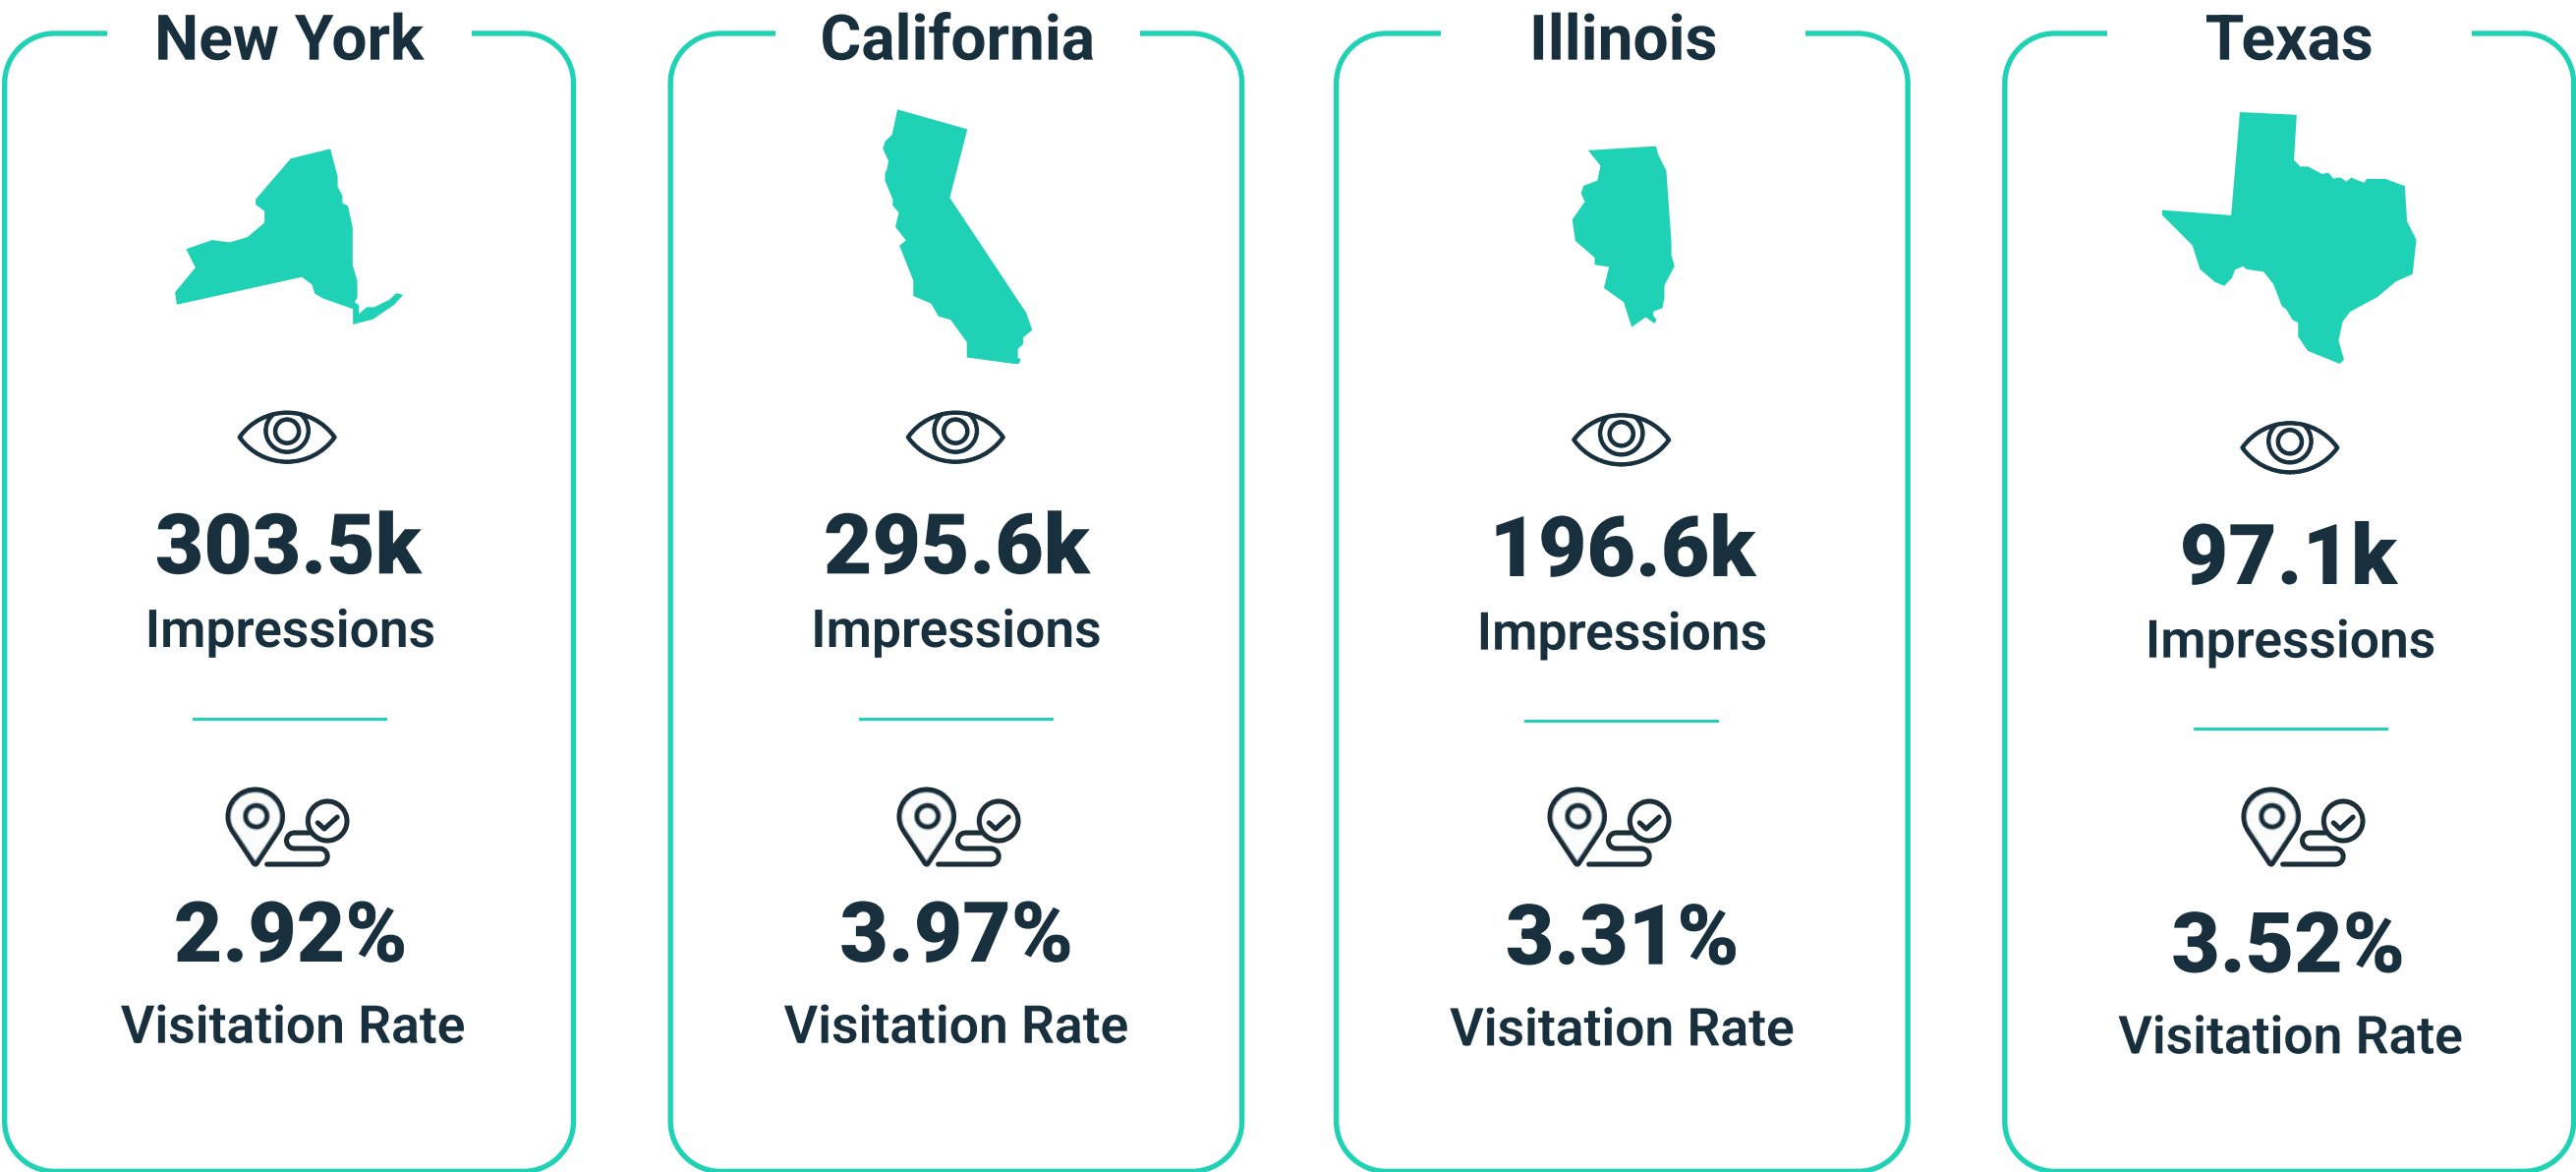 New York
303.5k
Impressions
2.92%
Visitation Rate
California
295.6k
Impressions
3.97%
Visitation Rate
Illinois
196.6k
Impressions
3.31%
Visitation Rate
Texas
97.1k
Impressions
3.52%
Visitation Rate